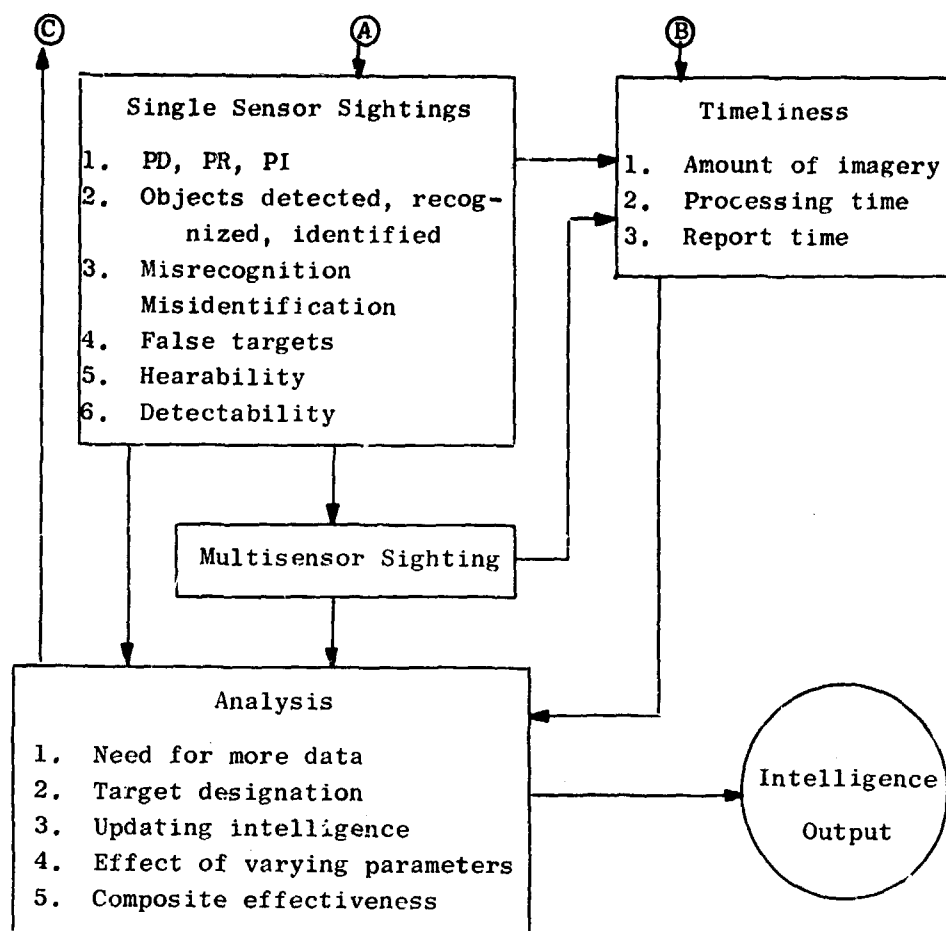 C
A
B
Single Sensor Sightings
1. PD, PR, PI
2. Objects detected, recog-
nized, identified
3. Misrecognition
Misidentification
4. False targets
5. Hearability
6. Detectability
Timeliness
1. Amount of imagery
2. Processing time
3. Report time
Multisensor Sighting
Analysis
1. Need for more data
2. Target designation
3. Updating intelligence
4. Effect of varying parameters
5. Composite effectiveness
Intelligence
Output